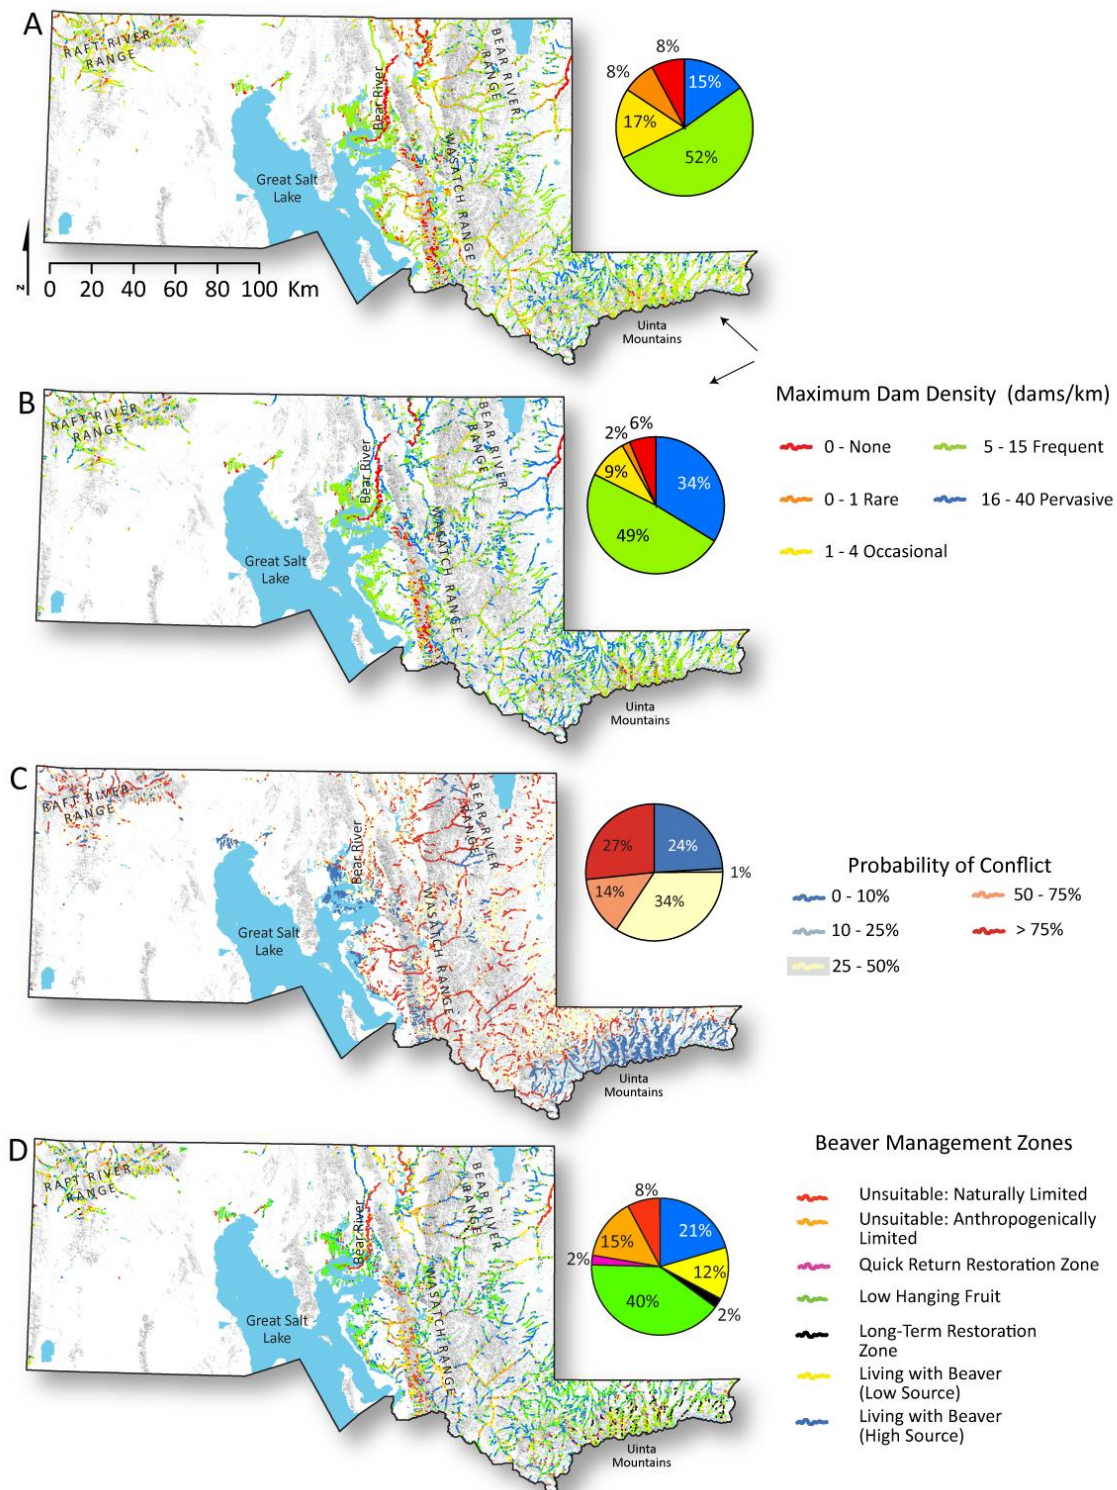 A
RAFT RIVER
RANGE
BEAR RIVER
RANGE
Bear River
WASATCH RANGE
Great Salt
Lake
8%
8%
15%
17%
52%
N
0 20 40 60 80 100 Km
Uinta
Mountains
B
RAFT RIVER
RANGE
BEAR RIVER
RANGE
Bear River
WASATCH RANGE
Great Salt
Lake
6%
2%
9%
34%
49%
Uinta
Mountains
Maximum Dam Density (dams/km)
0 - None
5 - 15 Frequent
0 - 1 Rare
16 - 40 Pervasive
1 - 4 Occasional
C
RAFT RIVER
RANGE
BEAR RIVER
RANGE
Bear River
WASATCH RANGE
Great Salt
Lake
27%
24%
1%
14%
34%
Uinta
Mountains
Probability of Conflict
0 - 10%
50 - 75%
10 - 25%
> 75%
25 - 50%
D
RAFT RIVER
RANGE
BEAR RIVER
RANGE
Bear River
WASATCH RANGE
Great Salt
Lake
8%
21%
15%
2%
12%
40%
2%
Uinta
Mountains
Beaver Management Zones
Unsuitable: Naturally Limited
Unsuitable: Anthropogenically
Limited
Quick Return Restoration Zone
Low Hanging Fruit
Long-Term Restoration
Zone
Living with Beaver
(Low Source)
Living with Beaver
(High Source)